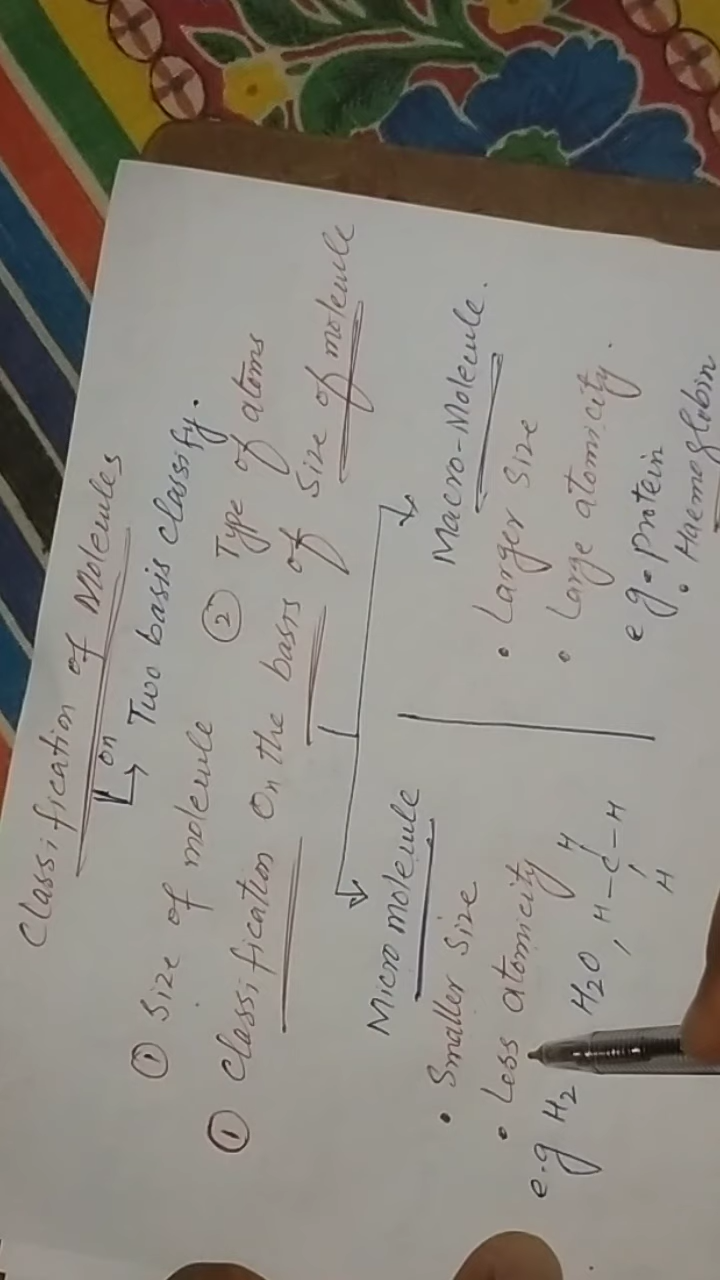 Classification of Molecules
on
↳ Two basis classify.
① Size of molecule ② Type of atoms
① Classification On the basis of Size of molecule
Micro molecule
• Smaller Size
• Less atomicity
e.g H2 H2O, H-C-H
H
H
Macro-Molecule.
• Larger Size
• Large atomicity.
e g. protein
• Haemoglobin